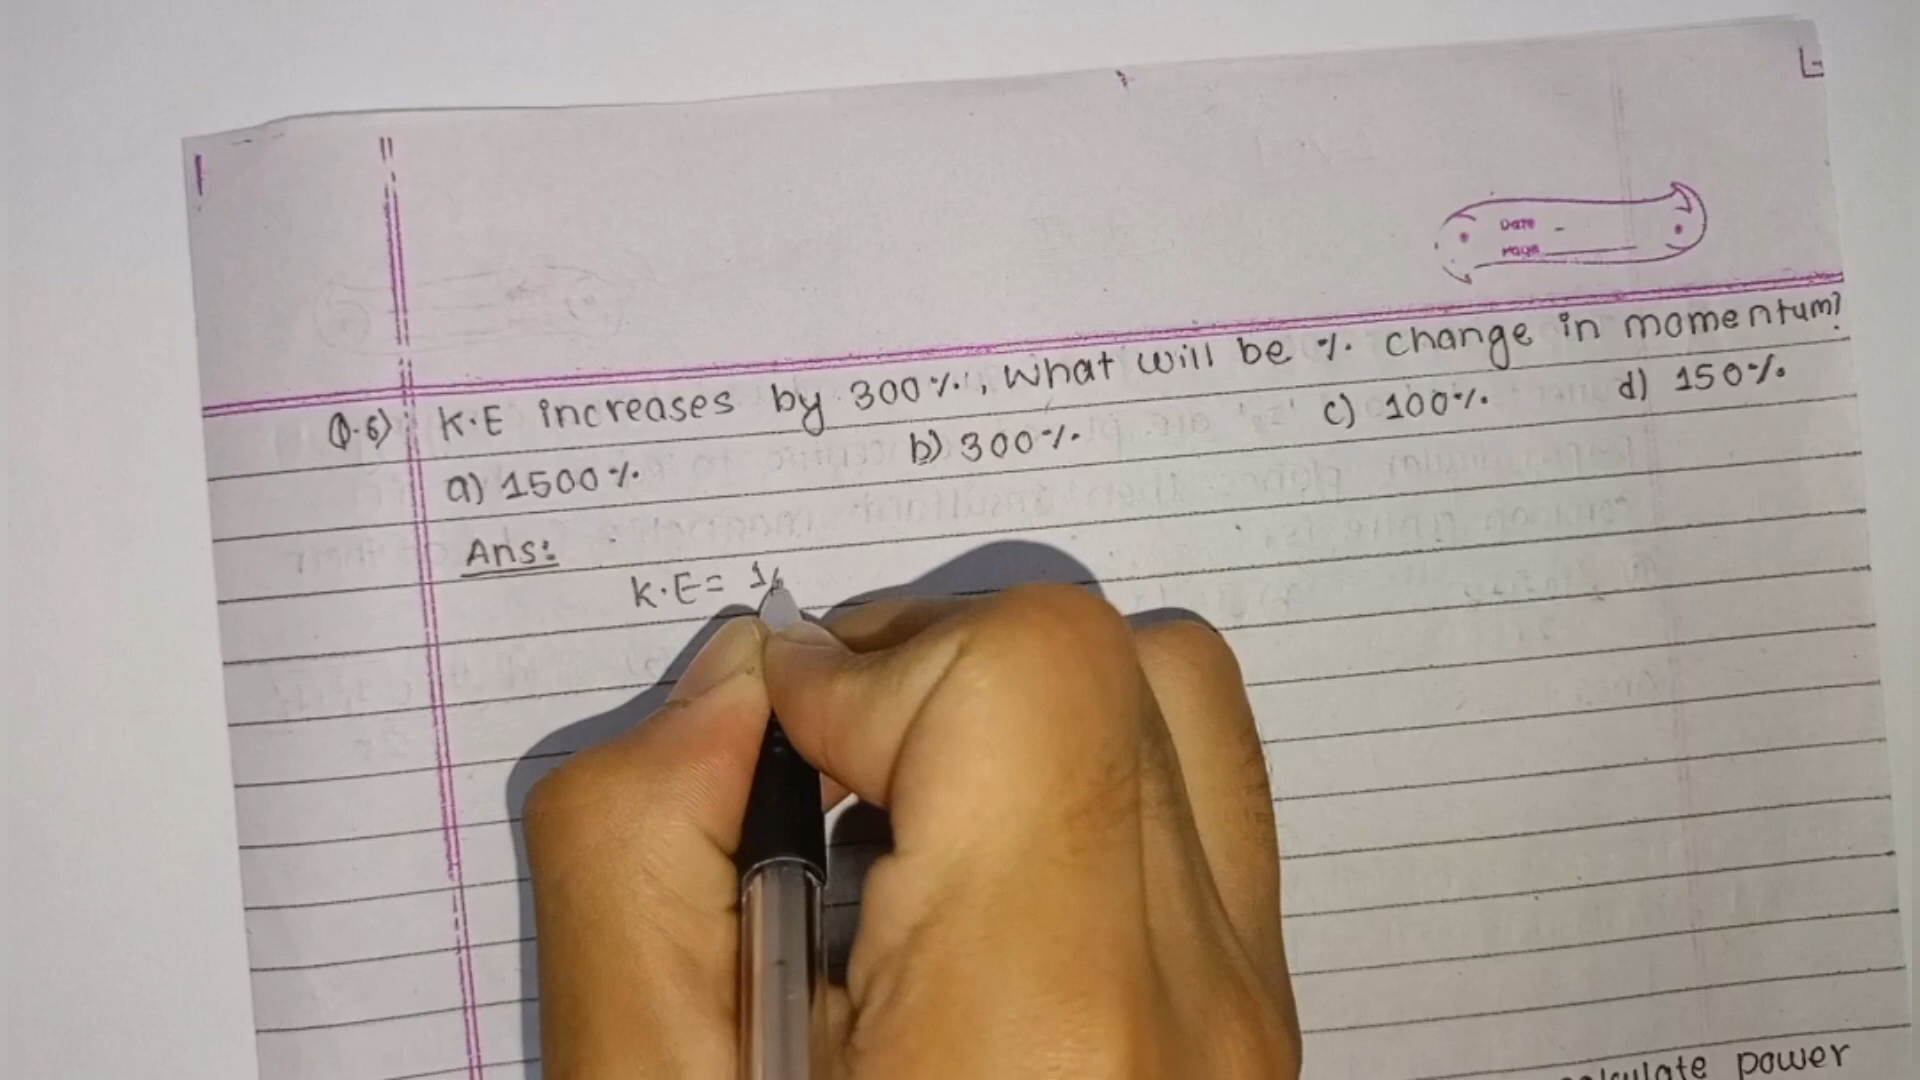 Date
Page
Q.6) K.E increases by 300%, What will be % change in momentum?
a) 1500% b) 300% c) 100% d) 150%
Ans:
K.E = 1/
power